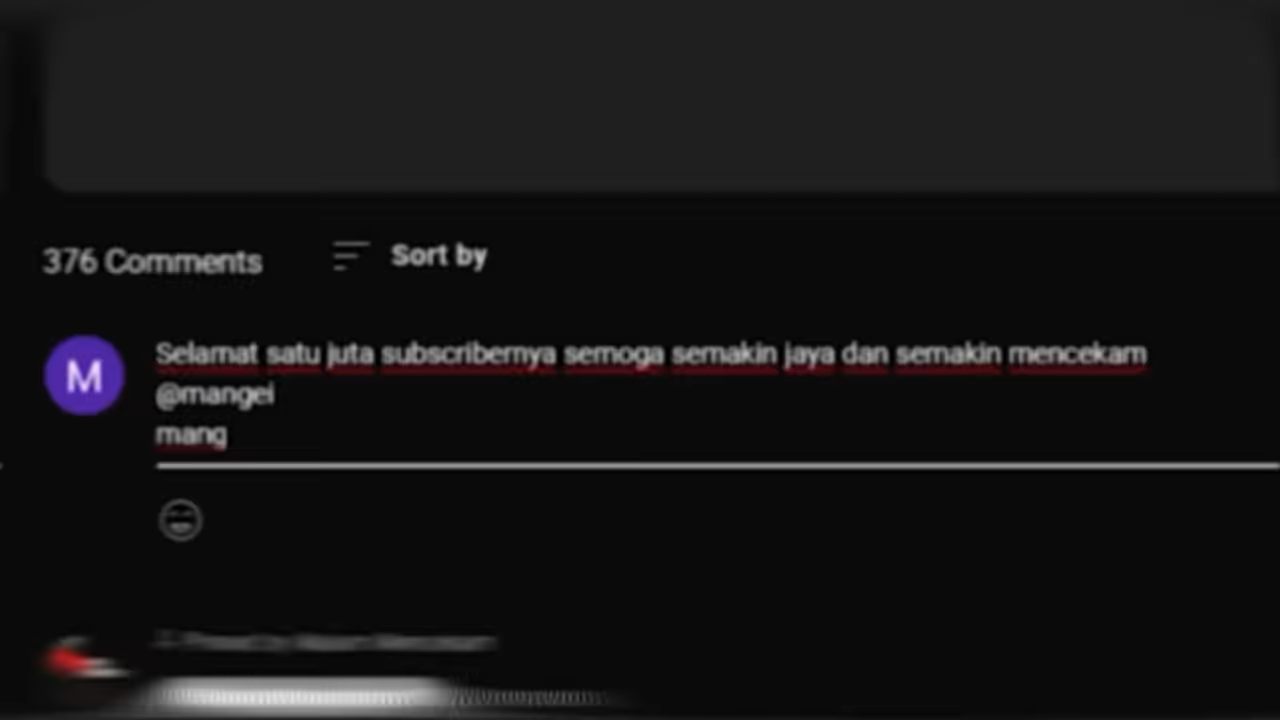 376 Comments
Sort by
M
Selamat satu juta subscribernya semoga semakin jaya dan semakin mencekam
@mangei
mang